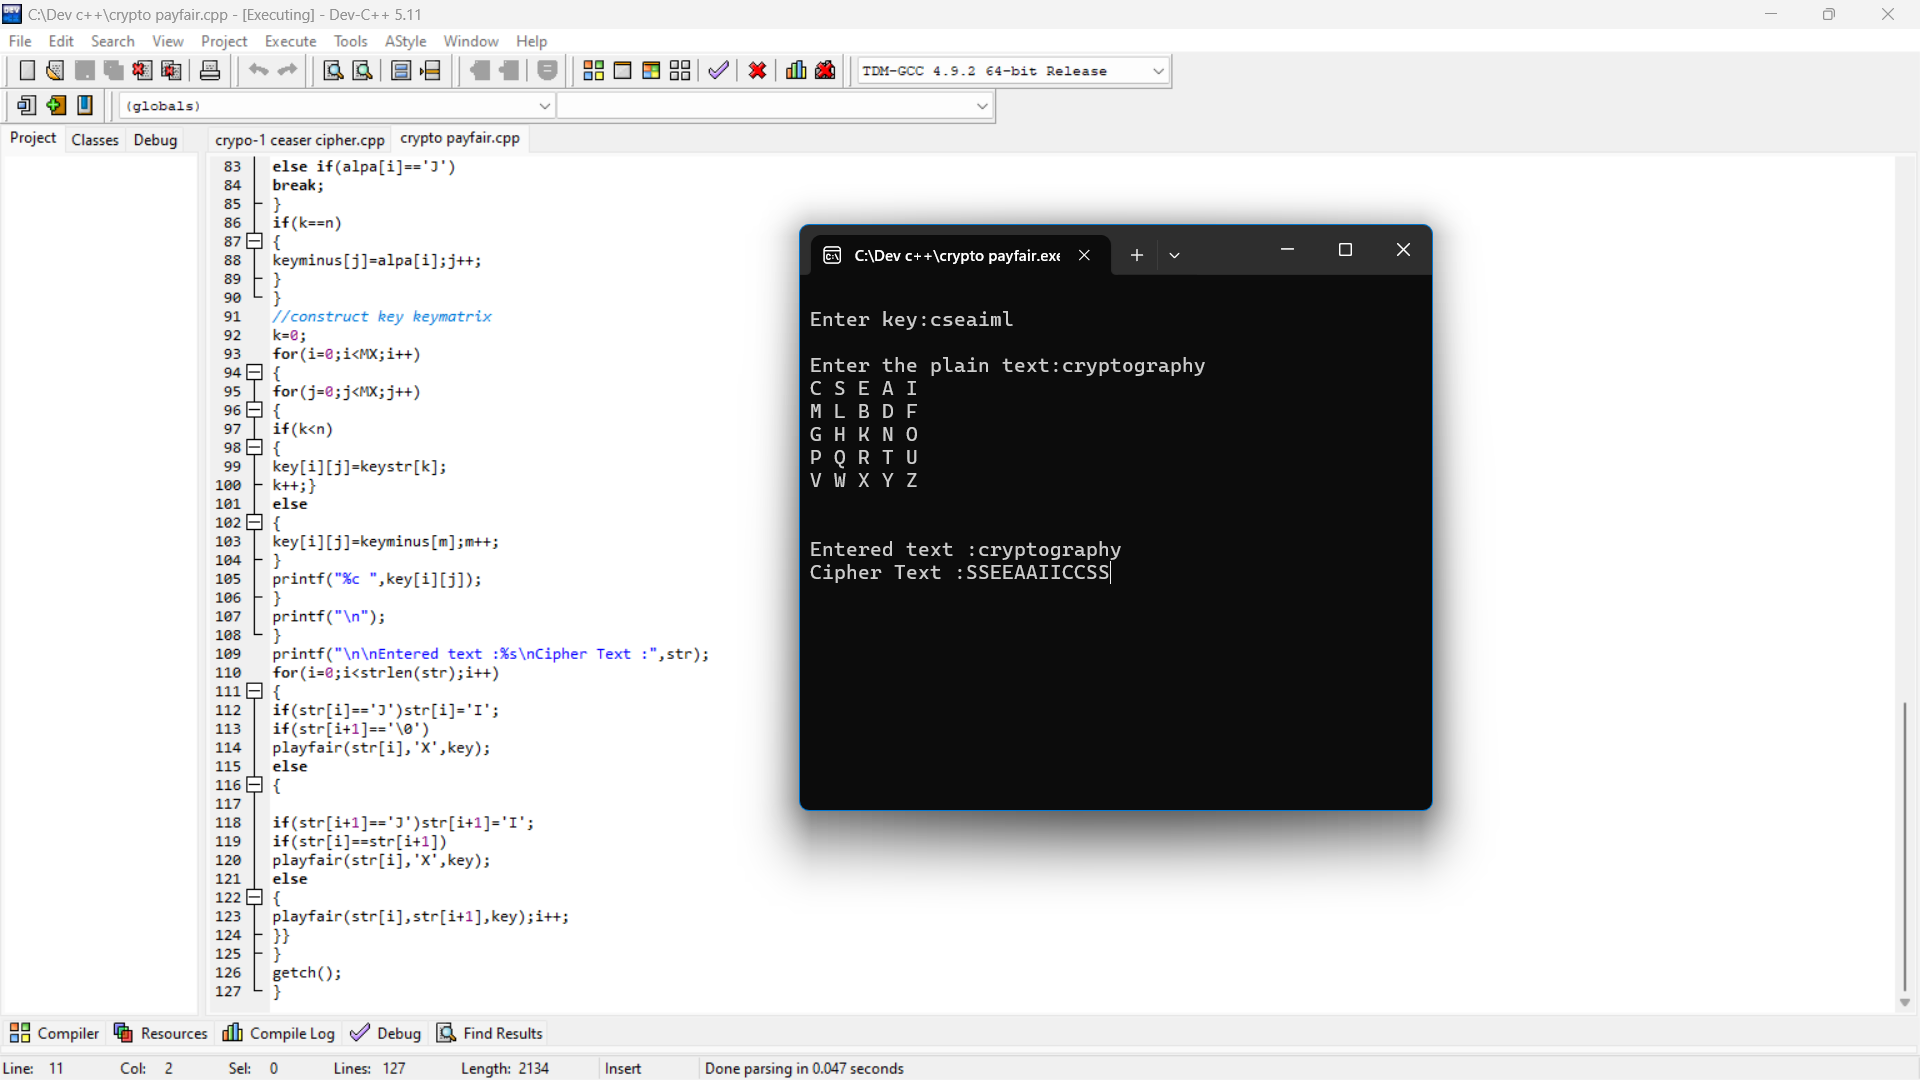 C:\Dev c++\crypto payfair.cpp - [Executing] - Dev-C++ 5.11
File Edit Search View Project Execute Tools AStyle Window Help
TDM-GCC 4.9.2 64-bit Release
(globals)
Project Classes Debug
crypo-1 ceaser cipher.cpp crypto payfair.cpp
83 else if(alpa[i]=='J')
84 break;
85 }
86 if(k==n)
87 {
88 keyminus[j]=alpa[i];j++;
89 }
90 }
91 //construct key keymatrix
92 k=0;
93 for(i=0;i<MX;i++)
94 {
95 for(j=0;j<MX;j++)
96 {
97 if(k<n)
98 {
99 key[i][j]=keystr[k];
100 k++;}
101 else
102 {
103 key[i][j]=keyminus[m];m++;
104 }
105 printf("%c ",key[i][j]);
106 }
107 printf("\n");
108 }
109 printf("\n\nEntered text :%s\nCipher Text :",str);
110 for(i=0;i<strlen(str);i++)
111 {
112 if(str[i]=='J')str[i]='I';
113 if(str[i+1]=='\0')
114 playfair(str[i],'X',key);
115 else
116 {
117
118 if(str[i+1]=='J')str[i+1]='I';
119 if(str[i]==str[i+1])
120 playfair(str[i],'X',key);
121 else
122 {
123 playfair(str[i],str[i+1],key);i++;
124 }}
125 }
126 getch();
127 }
C:\Dev c++\crypto payfair.exe
Enter key:cseaiml
Enter the plain text:cryptography
C S E A I
M L B D F
G H K N O
P Q R T U
V W X Y Z
Entered text :cryptography
Cipher Text :SSEEAAIICCSS
Compiler Resources Compile Log Debug Find Results
Line: 11 Col: 2 Sel: 0 Lines: 127 Length: 2134 Insert Done parsing in 0.047 seconds